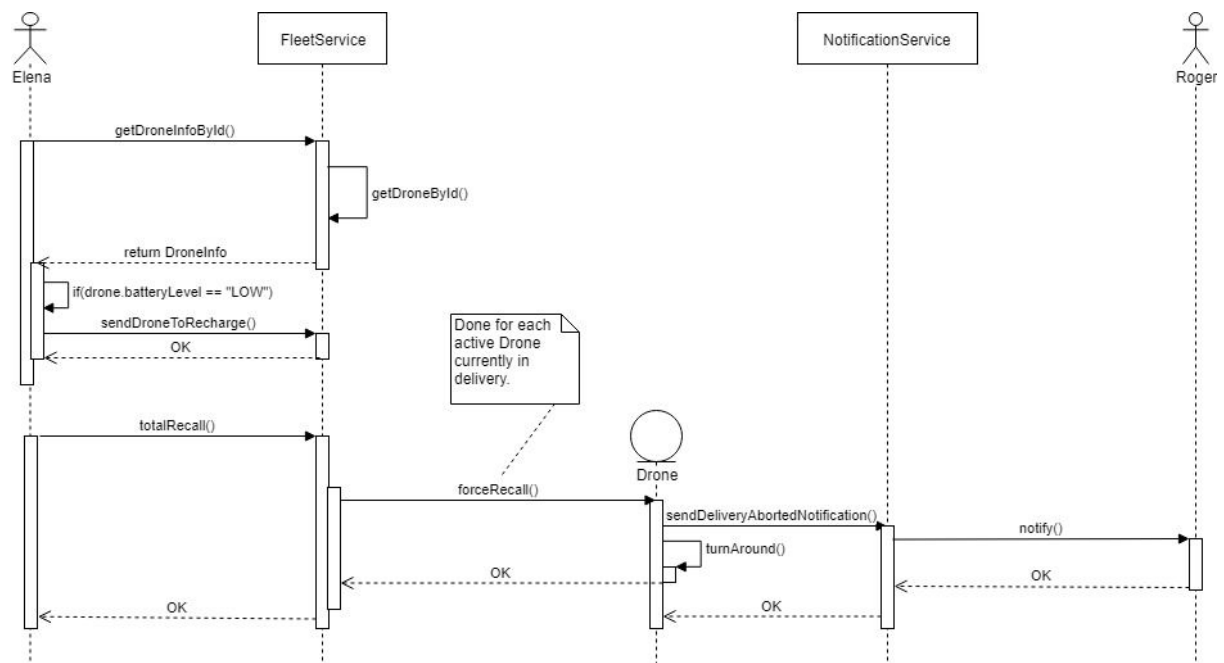 Elena
FleetService
NotificationService
Roger
getDroneInfoById()
getDroneById()
return DroneInfo
if(drone.batteryLevel == "LOW")
sendDroneToRecharge()
OK
Done for each
active Drone
currently in
delivery.
totalRecall()
Drone
forceRecall()
sendDeliveryAbortedNotification()
notify()
turnAround()
OK
OK
OK
OK